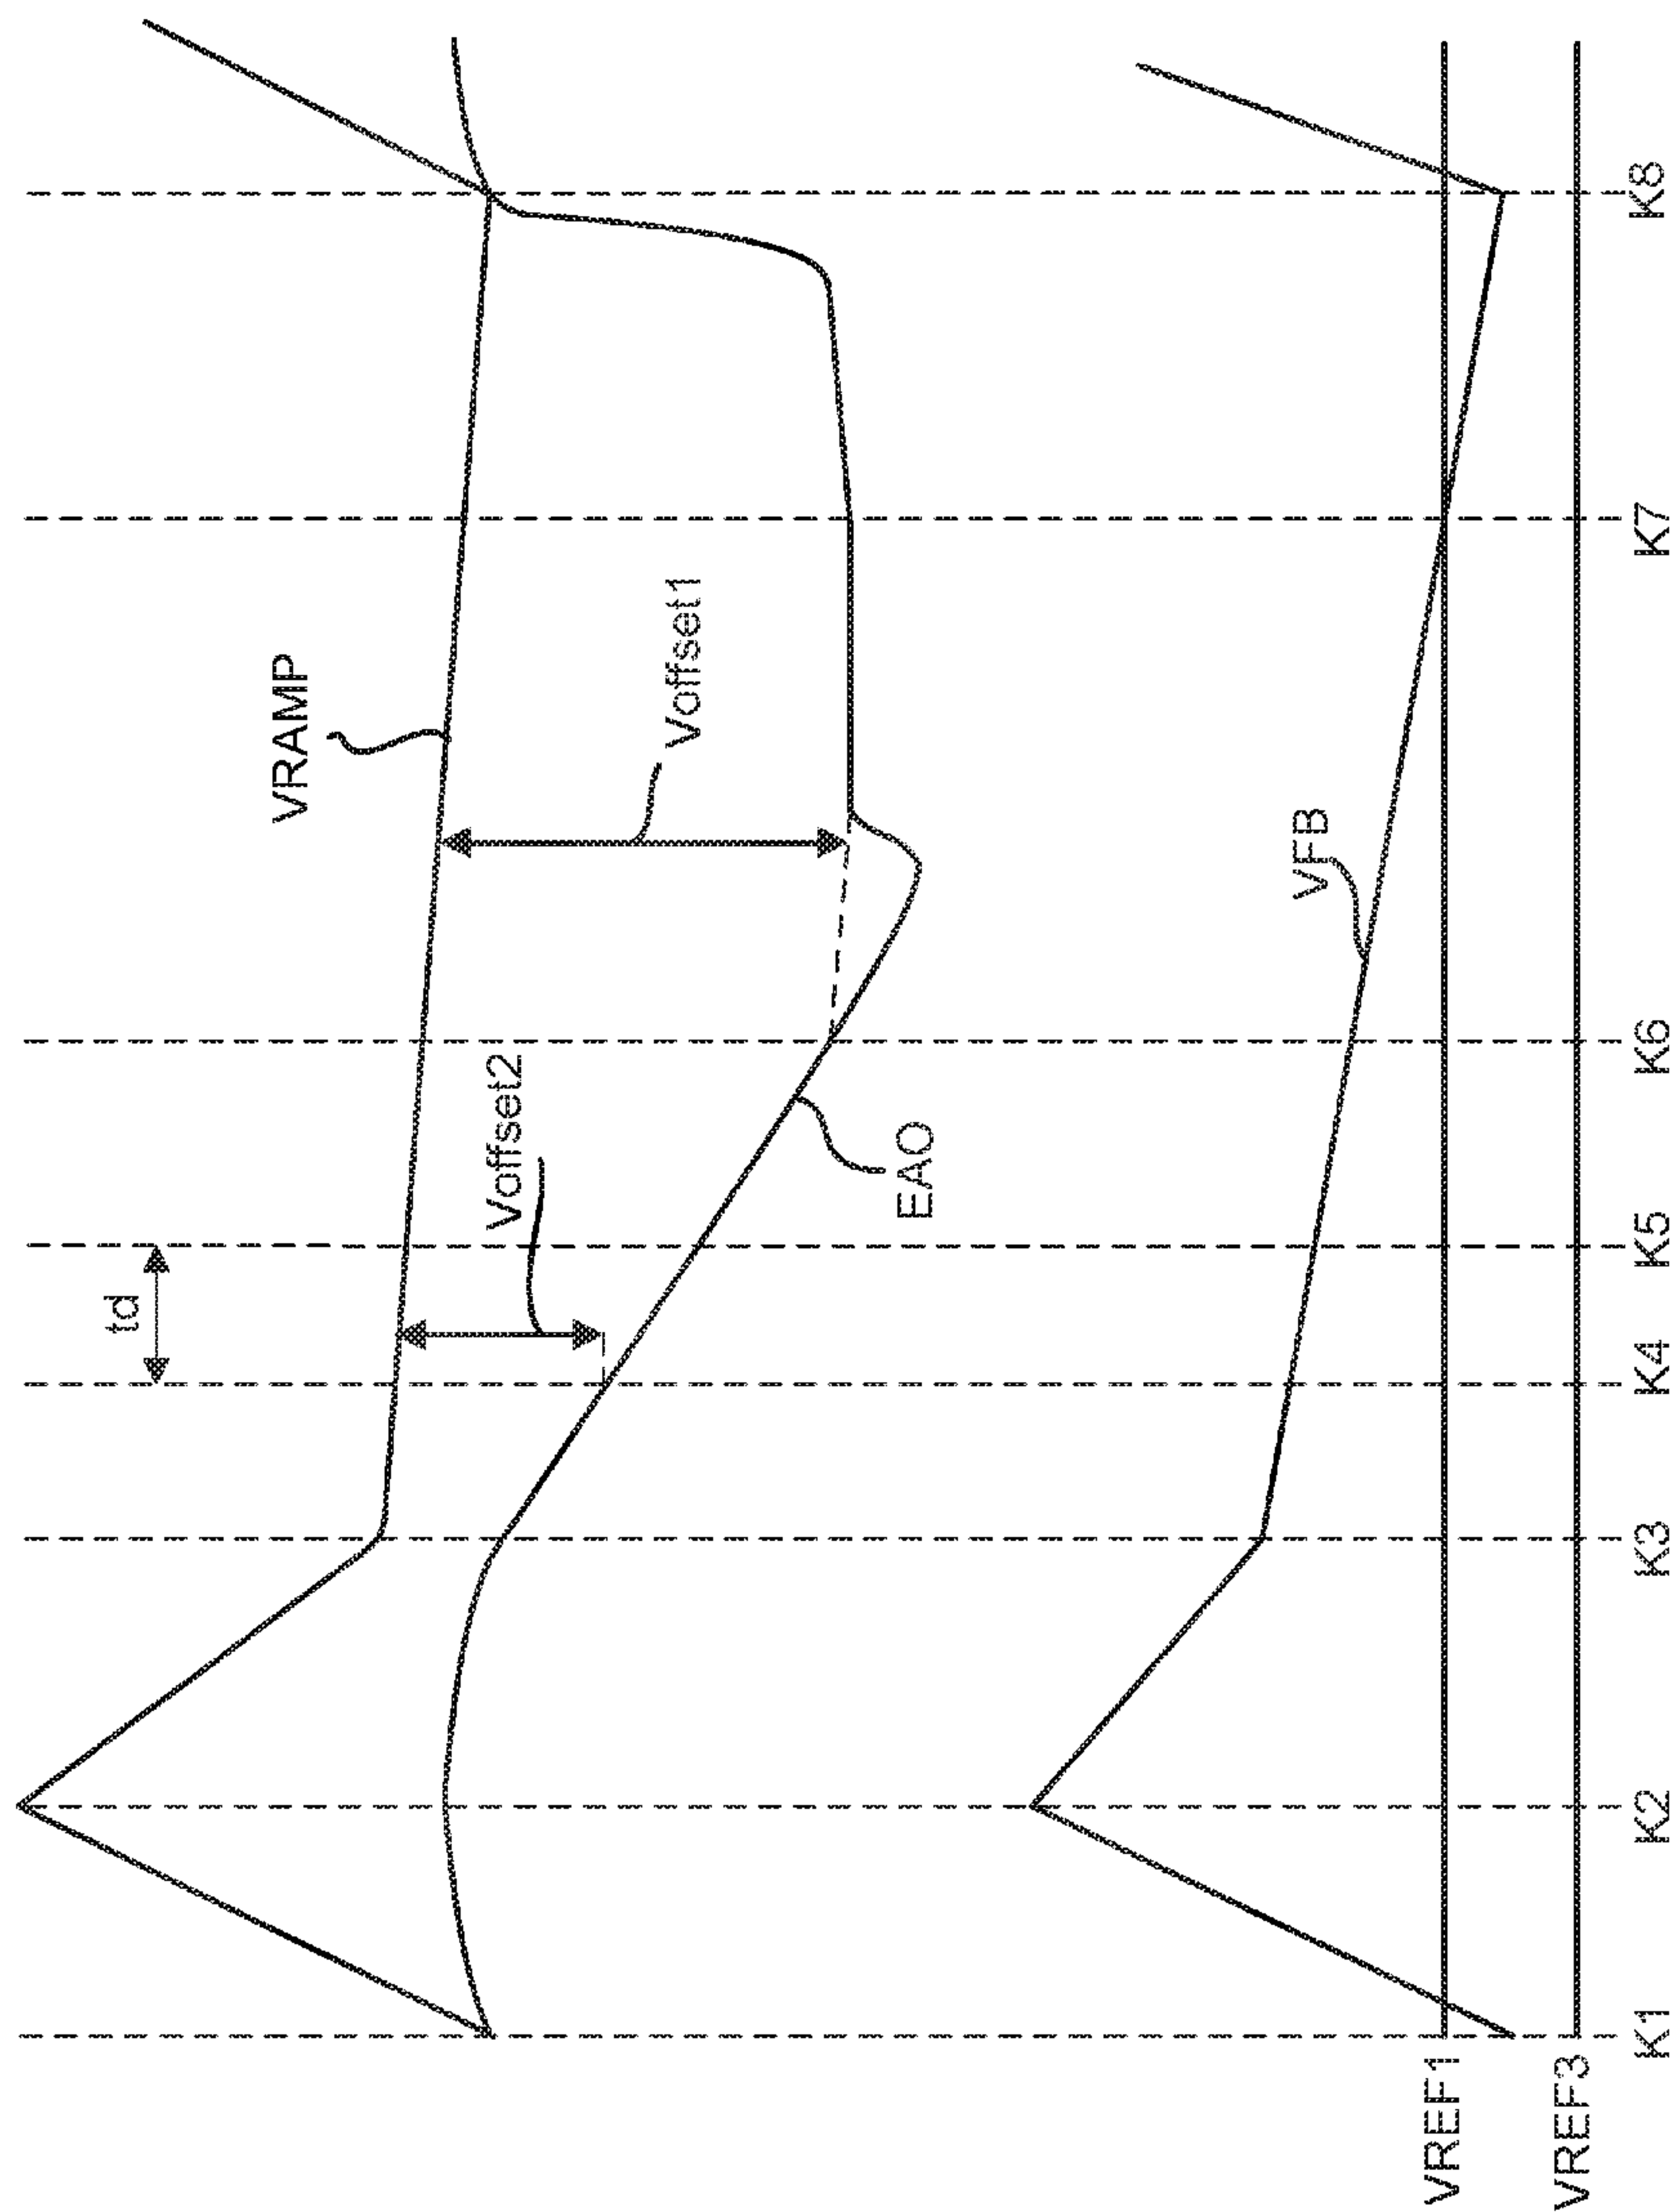 td
VRAMP
Voffset2
Voffset1
EAO
VFB
VREF1
VREF3
K1 K2 K3 K4 K5 K6 K7 K8